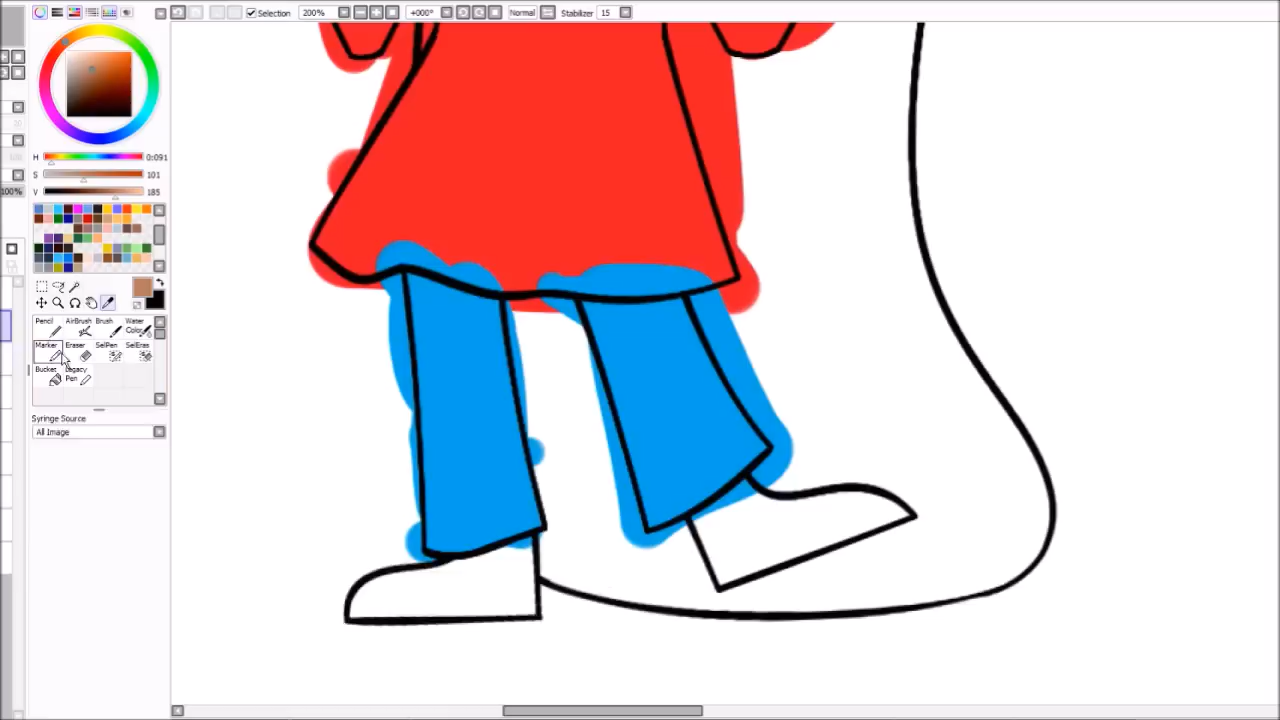 Selection 200% +000° Normal Stabilizer 15
H 0:091
S 101
V 185
100%
Pencil AirBrush Brush Water Color
Marker Eraser SelPen SelEras
Bucket Legacy Pen
Syringe Source
All Image